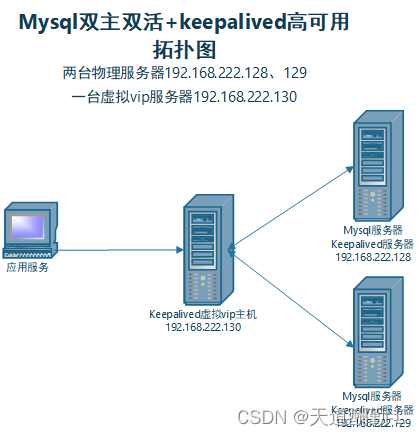 Mysql双主双活+keepalived高可用
拓扑图
两台物理服务器192.168.222.128、129
一台虚拟vip服务器192.168.222.130
Mysql服务器
Keepalived服务器
192.168.222.128
应用服务
Keepalived虚拟vip主机
192.168.222.130
Mysql服务器
Keepalived服务器
192.168.222.129
CSDN @天道